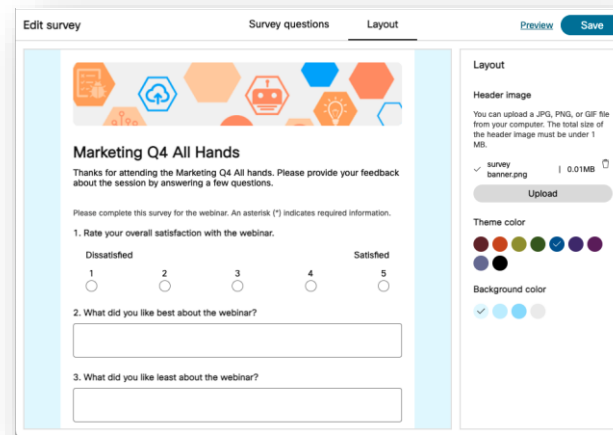 Edit survey
Survey questions
Layout
Preview
Save
Marketing Q4 All Hands
Thanks for attending the Marketing Q4 All hands. Please provide your feedback
about the session by answering a few questions.
Please complete this survey for the webinar. An asterisk (*) indicates required information.
1. Rate your overall satisfaction with the webinar.
Dissatisfied
Satisfied
1 2 3 4 5
2. What did you like best about the webinar?
3. What did you like least about the webinar?
Layout
Header image
You can upload a JPG, PNG, or GIF file
from your computer. The total size of
the header image must be under 1
MB.
survey
banner.png | 0.01MB
Upload
Theme color
Background color